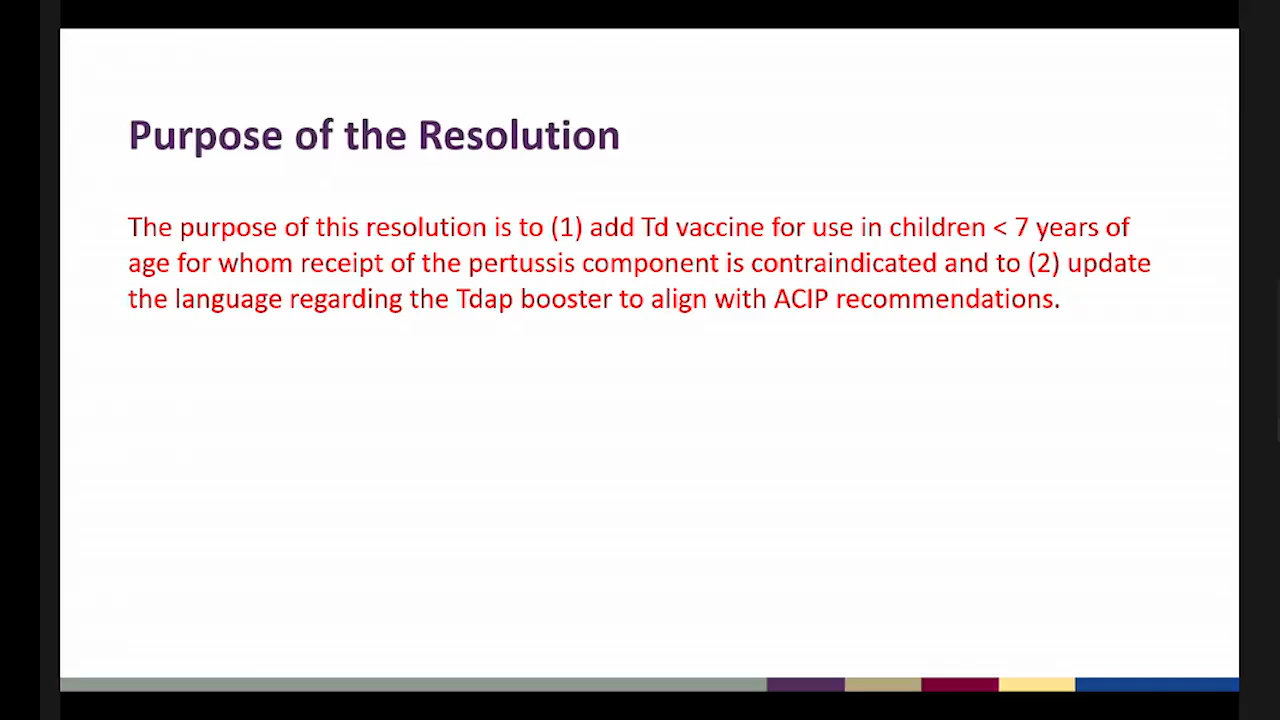 Purpose of the Resolution
The purpose of this resolution is to (1) add Td vaccine for use in children < 7 years of
age for whom receipt of the pertussis component is contraindicated and to (2) update
the language regarding the Tdap booster to align with ACIP recommendations.